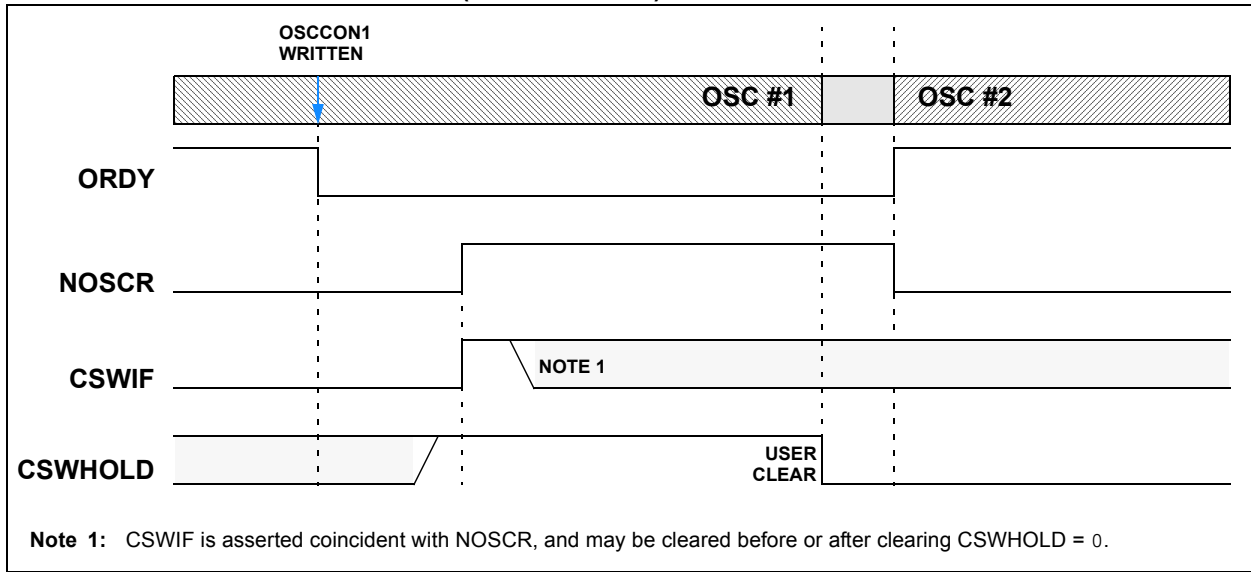 OSCCON1
WRITTEN
OSC #1
OSC #2
ORDY
NOSCR
CSWIF
NOTE 1
CSWHOLD
USER
CLEAR
Note 1: CSWIF is asserted coincident with NOSCR, and may be cleared before or after clearing CSWHOLD = 0.